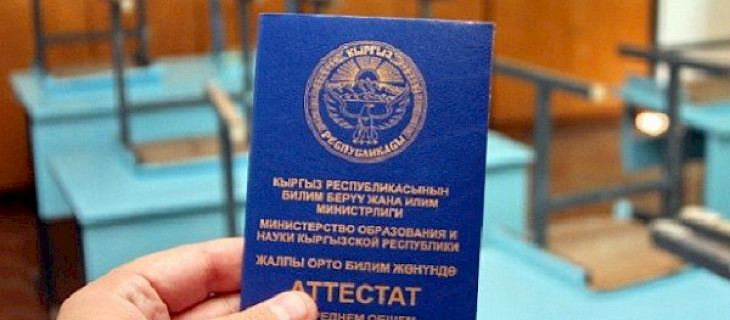 КЫРГЫЗ
РЕСПУБЛИКАСЫ
КЫРГЫЗ РЕСПУБЛИКАСЫНЫН
БИЛИМ БЕРҮҮ ЖАНА ИЛИМ
МИНИСТРЛИГИ
МИНИСТЕРСТВО ОБРАЗОВАНИЯ И
НАУКИ КЫРГЫЗСКОЙ РЕСПУБЛИКИ
ЖАЛПЫ ОРТО БИЛИМ ЖӨНҮНДӨ
АТТЕСТАТ